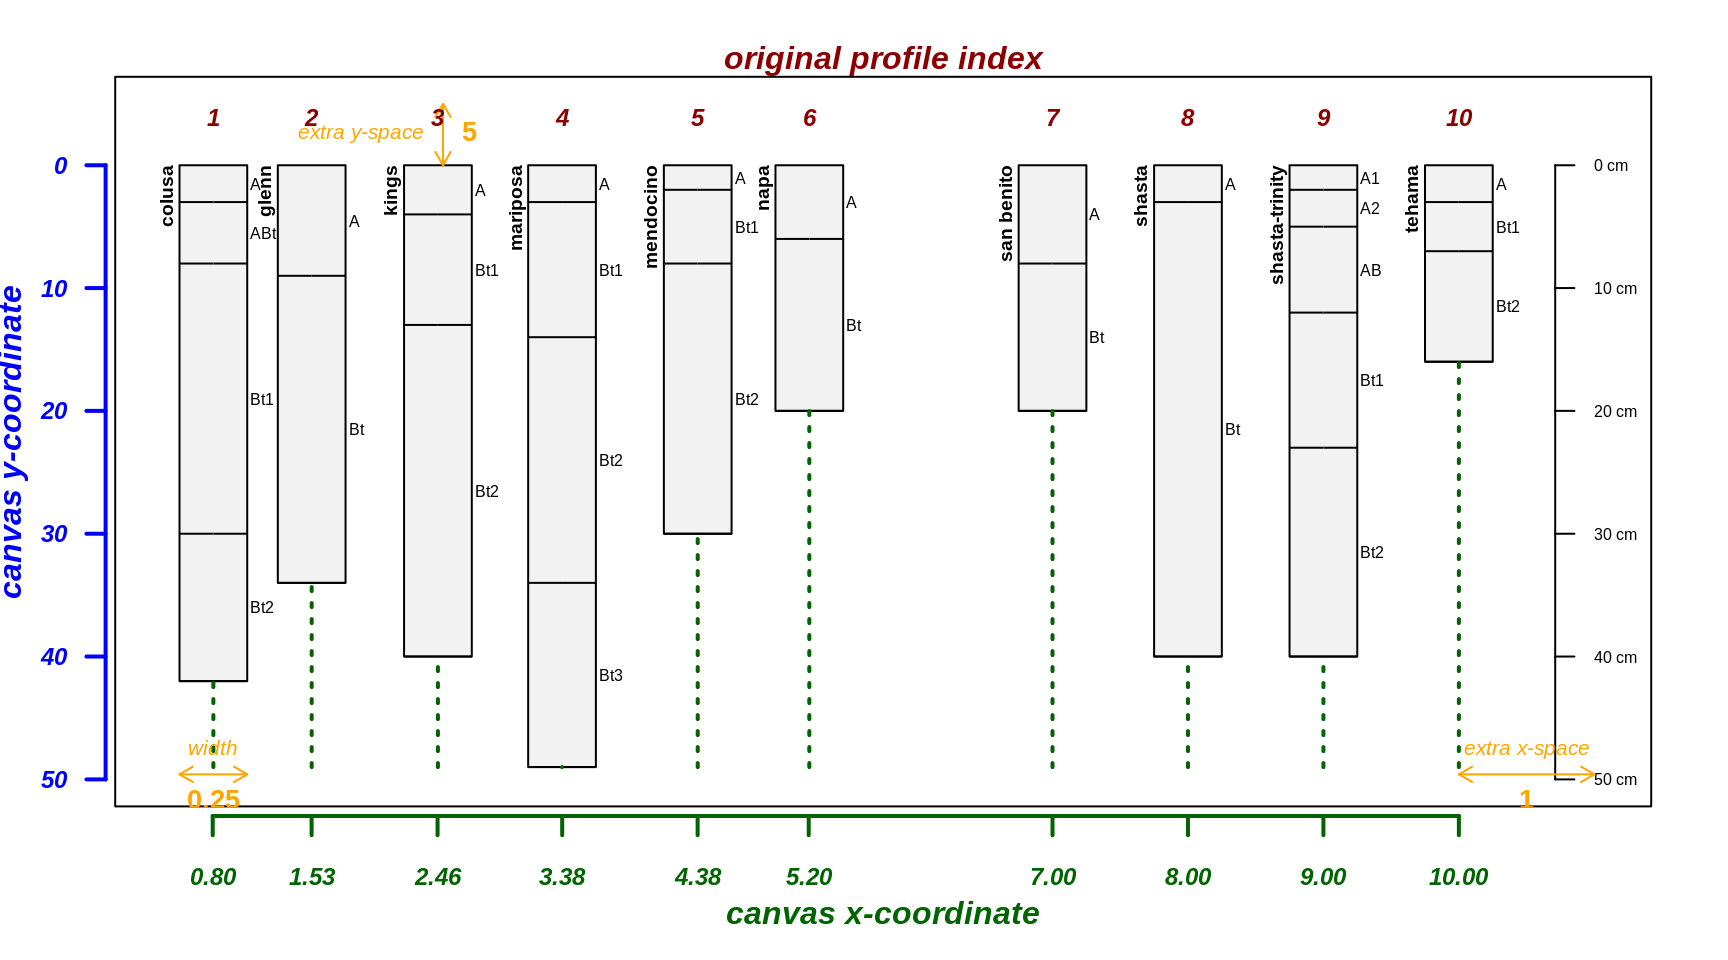 original profile index
1 2 3 4 5 6 7 8 9 10
extra y-space 5
canvas y-coordinate
0
10
20
30
40
50
colusa
A
ABt
Bt1
Bt2
glenn
A
Bt
kings
A
Bt1
Bt2
mariposa
A
Bt1
Bt2
Bt3
mendocino
A
Bt1
Bt2
napa
A
Bt
san benito
A
Bt
shasta
A
Bt
shasta-trinity
A1
A2
AB
Bt1
Bt2
tehama
A
Bt1
Bt2
0 cm
10 cm
20 cm
30 cm
40 cm
50 cm
width
0.25
extra x-space
1
0.80 1.53 2.46 3.38 4.38 5.20 7.00 8.00 9.00 10.00
canvas x-coordinate